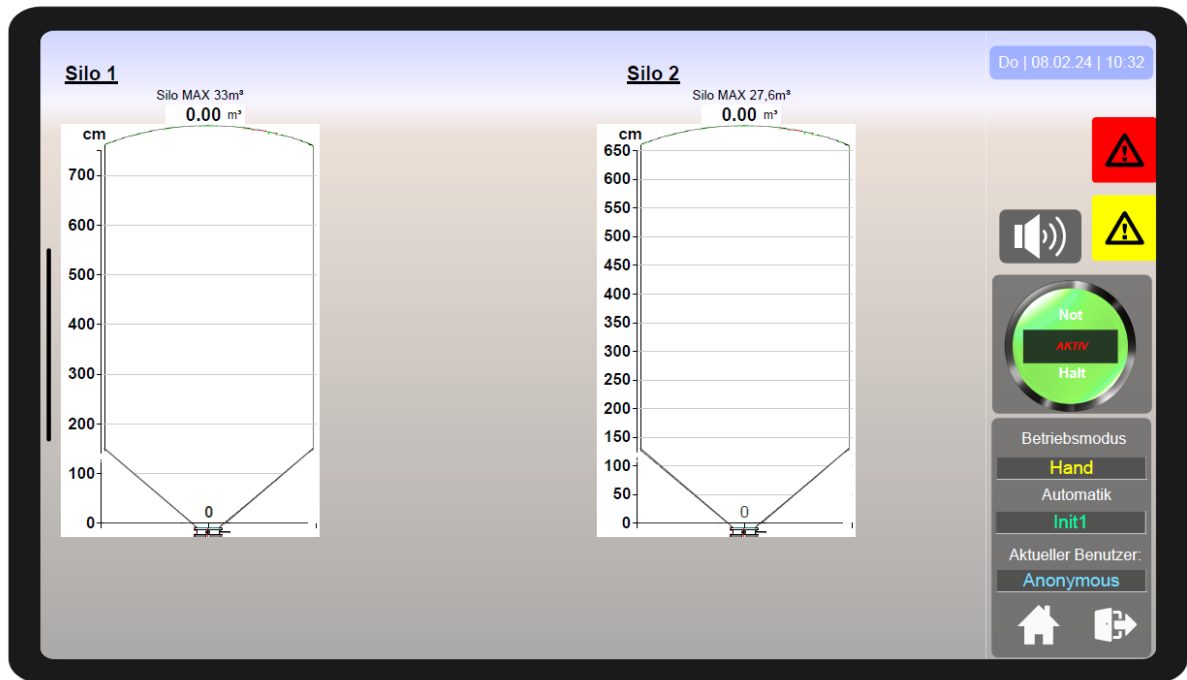 Silo 1
Silo MAX 33m³
0.00 m³
cm
700
600
500
400
300
200
100
0
0
Silo 2
Silo MAX 27,6m³
0.00 m³
cm
650
600
550
500
450
400
350
300
250
200
150
100
50
0
0
Do | 08.02.24 | 10:32
Not
AKTIV
Halt
Betriebsmodus
Hand
Automatik
Init1
Aktueller Benutzer:
Anonymous